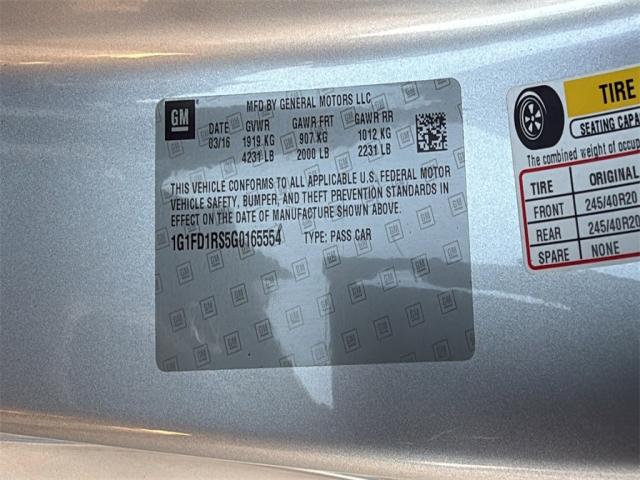 GM
MFD BY GENERAL MOTORS LLC
DATE GVWR GAWR FRT GAWR RR
03/16 1919 KG 907 KG 1012 KG
4231 LB 2000 LB 2231 LB
THIS VEHICLE CONFORMS TO ALL APPLICABLE U.S. FEDERAL MOTOR
VEHICLE SAFETY, BUMPER, AND THEFT PREVENTION STANDARDS IN
EFFECT ON THE DATE OF MANUFACTURE SHOWN ABOVE.
1G1FD1RS5G0165554 TYPE: PASS CAR
TIRE
SEATING CAPA
The combined weight of occup
TIRE ORIGINAL
FRONT 245/40R20
REAR 245/40R20
SPARE NONE